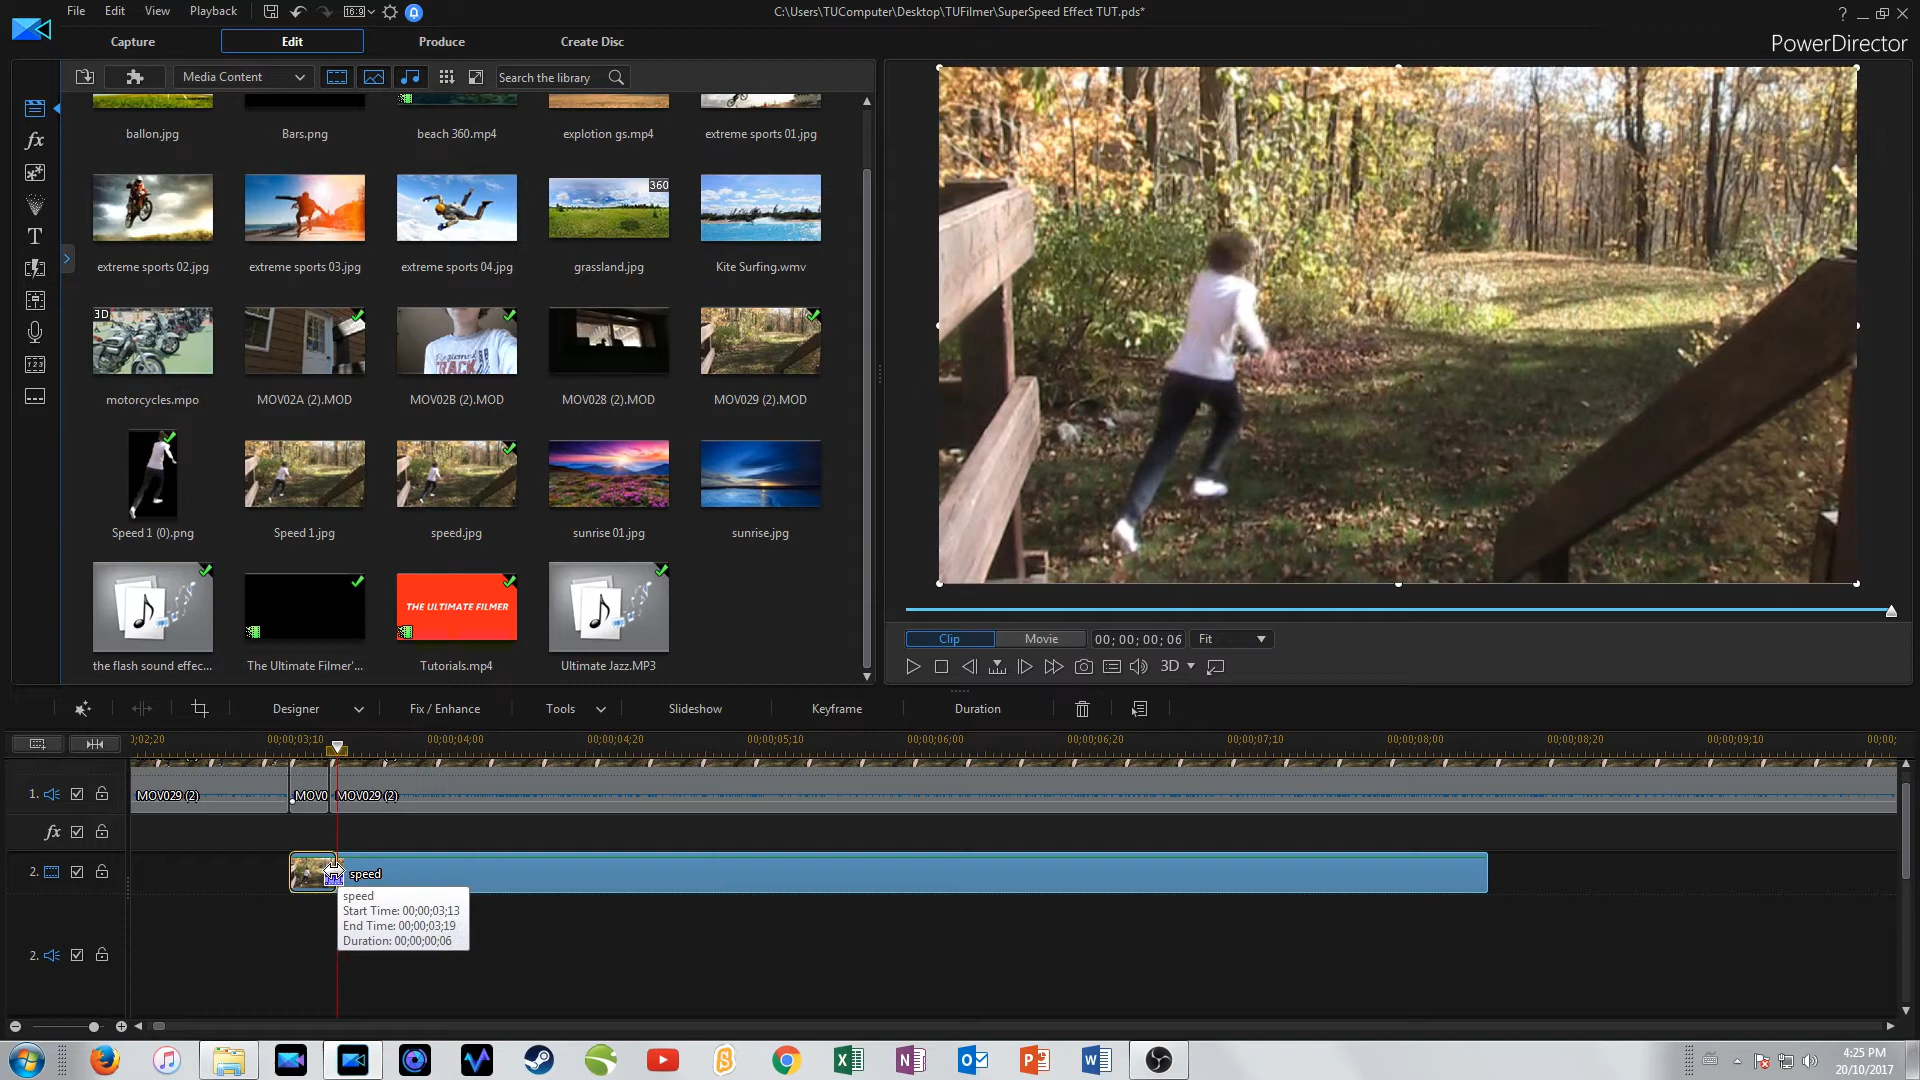 File Edit View Playback 16:9 C:\Users\TUComputer\Desktop\TUFilmer\SuperSpeed Effect TUT.pds*
Capture Edit Produce Create Disc PowerDirector
Media Content Search the library
ballon.jpg Bars.png beach 360.mp4 explotion gs.mp4 extreme sports 01.jpg
360
extreme sports 02.jpg extreme sports 03.jpg extreme sports 04.jpg grassland.jpg Kite Surfing.wmv
3D
motorcycles.mpo MOV02A (2).MOD MOV02B (2).MOD MOV028 (2).MOD MOV029 (2).MOD
Speed 1 (0).png Speed 1.jpg speed.jpg sunrise 01.jpg sunrise.jpg
THE ULTIMATE FILMER
the flash sound effec... The Ultimate Filmer'... Tutorials.mp4 Ultimate Jazz.MP3
Clip Movie 00; 00; 00; 06 Fit
3D
Designer Fix / Enhance Tools Slideshow Keyframe Duration
;02;20 00;00;03;10 00;00;04;00 00;00;04;20 00;00;05;10 00;00;06;00 00;00;06;20 00;00;07;10 00;00;08;00 00;00;08;20 00;00;09;10 00;00;
1. MOV029 (2) MOV0 MOV029 (2)
fx
2. speed
speed
Start Time: 00;00;03;13
End Time: 00;00;03;19
Duration: 00;00;00;06
2.
4:25 PM
20/10/2017